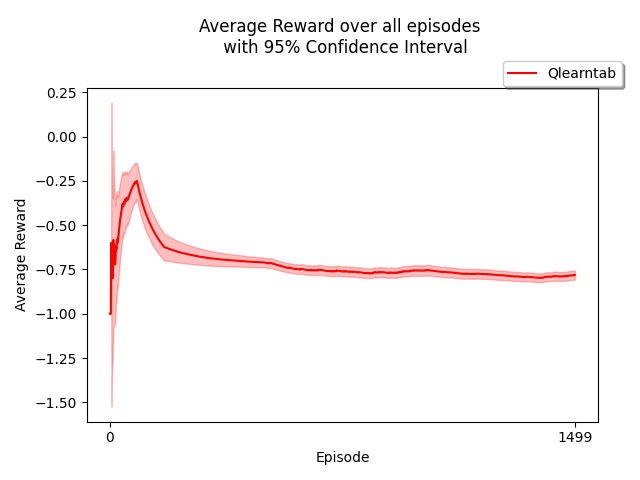 Average Reward over all episodes
with 95% Confidence Interval
Qlearntab
0.25
0.00
−0.25
−0.50
−0.75
−1.00
−1.25
−1.50
Average Reward
0 1499
Episode